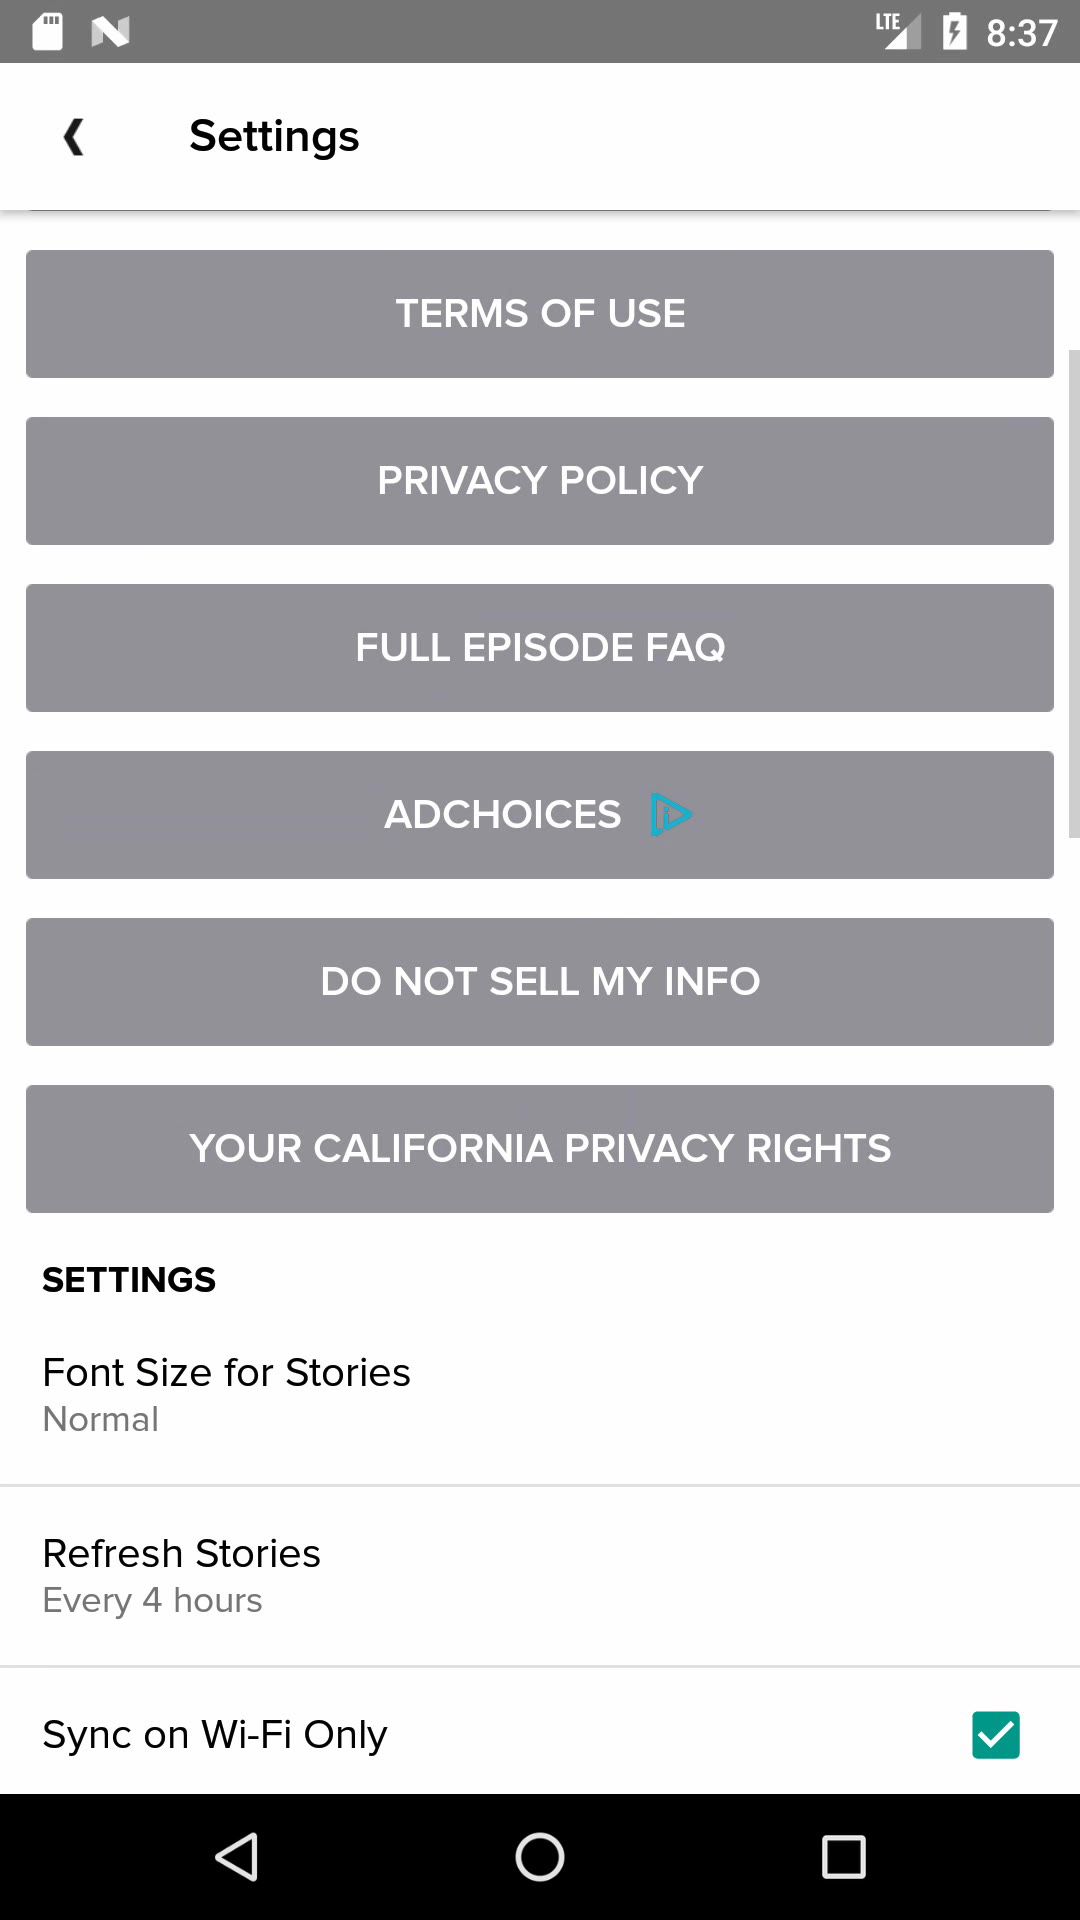 LTE 8:37
Settings
TERMS OF USE
PRIVACY POLICY
FULL EPISODE FAQ
ADCHOICES
DO NOT SELL MY INFO
YOUR CALIFORNIA PRIVACY RIGHTS
SETTINGS
Font Size for Stories
Normal
Refresh Stories
Every 4 hours
Sync on Wi-Fi Only